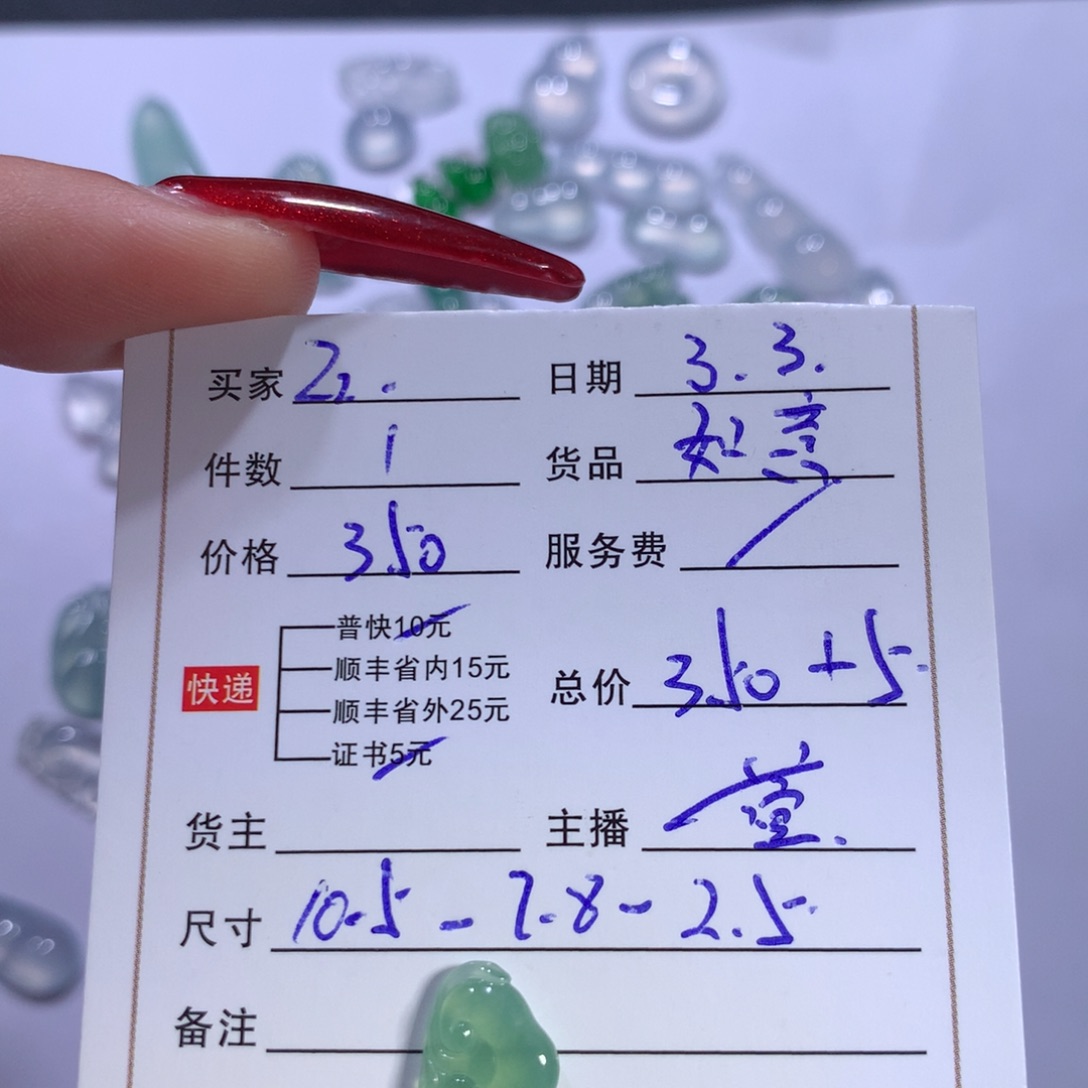 买家 2. 日期 3.3.
件数 1 货品 如意
价格 350 服务费 /
普快10元
顺丰省内15元
快递 总价 350+5
顺丰省外25元
证书5元
货主 主播 萱.
尺寸 10.5-7.8-2.5
备注